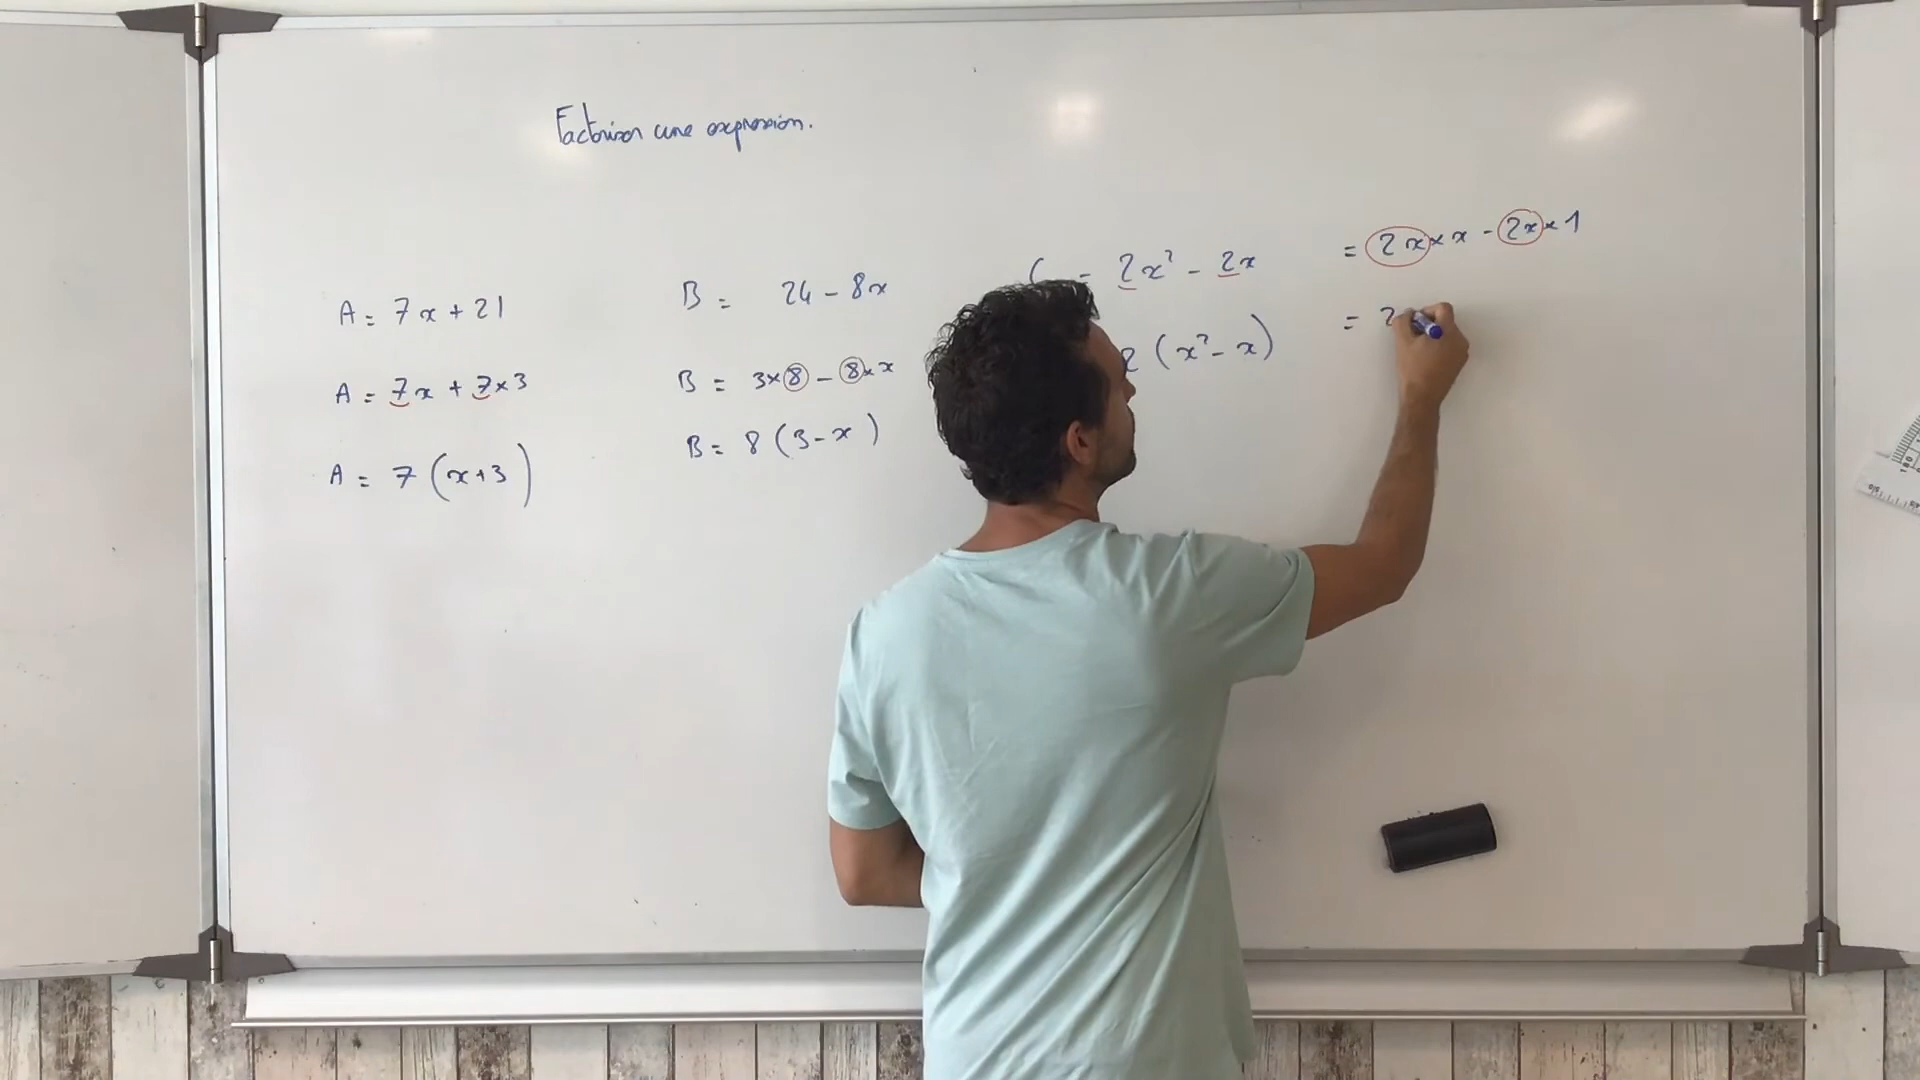 Factoriser une expression.
A = 7x + 21
A = 7x + 7×3
A = 7 (x+3)
B = 24 - 8x
B = 3×8 - 8×x
B = 8 (3-x)
C = 2x² - 2x
2 (x² - x)
= 2x×x - 2x×1
= 2